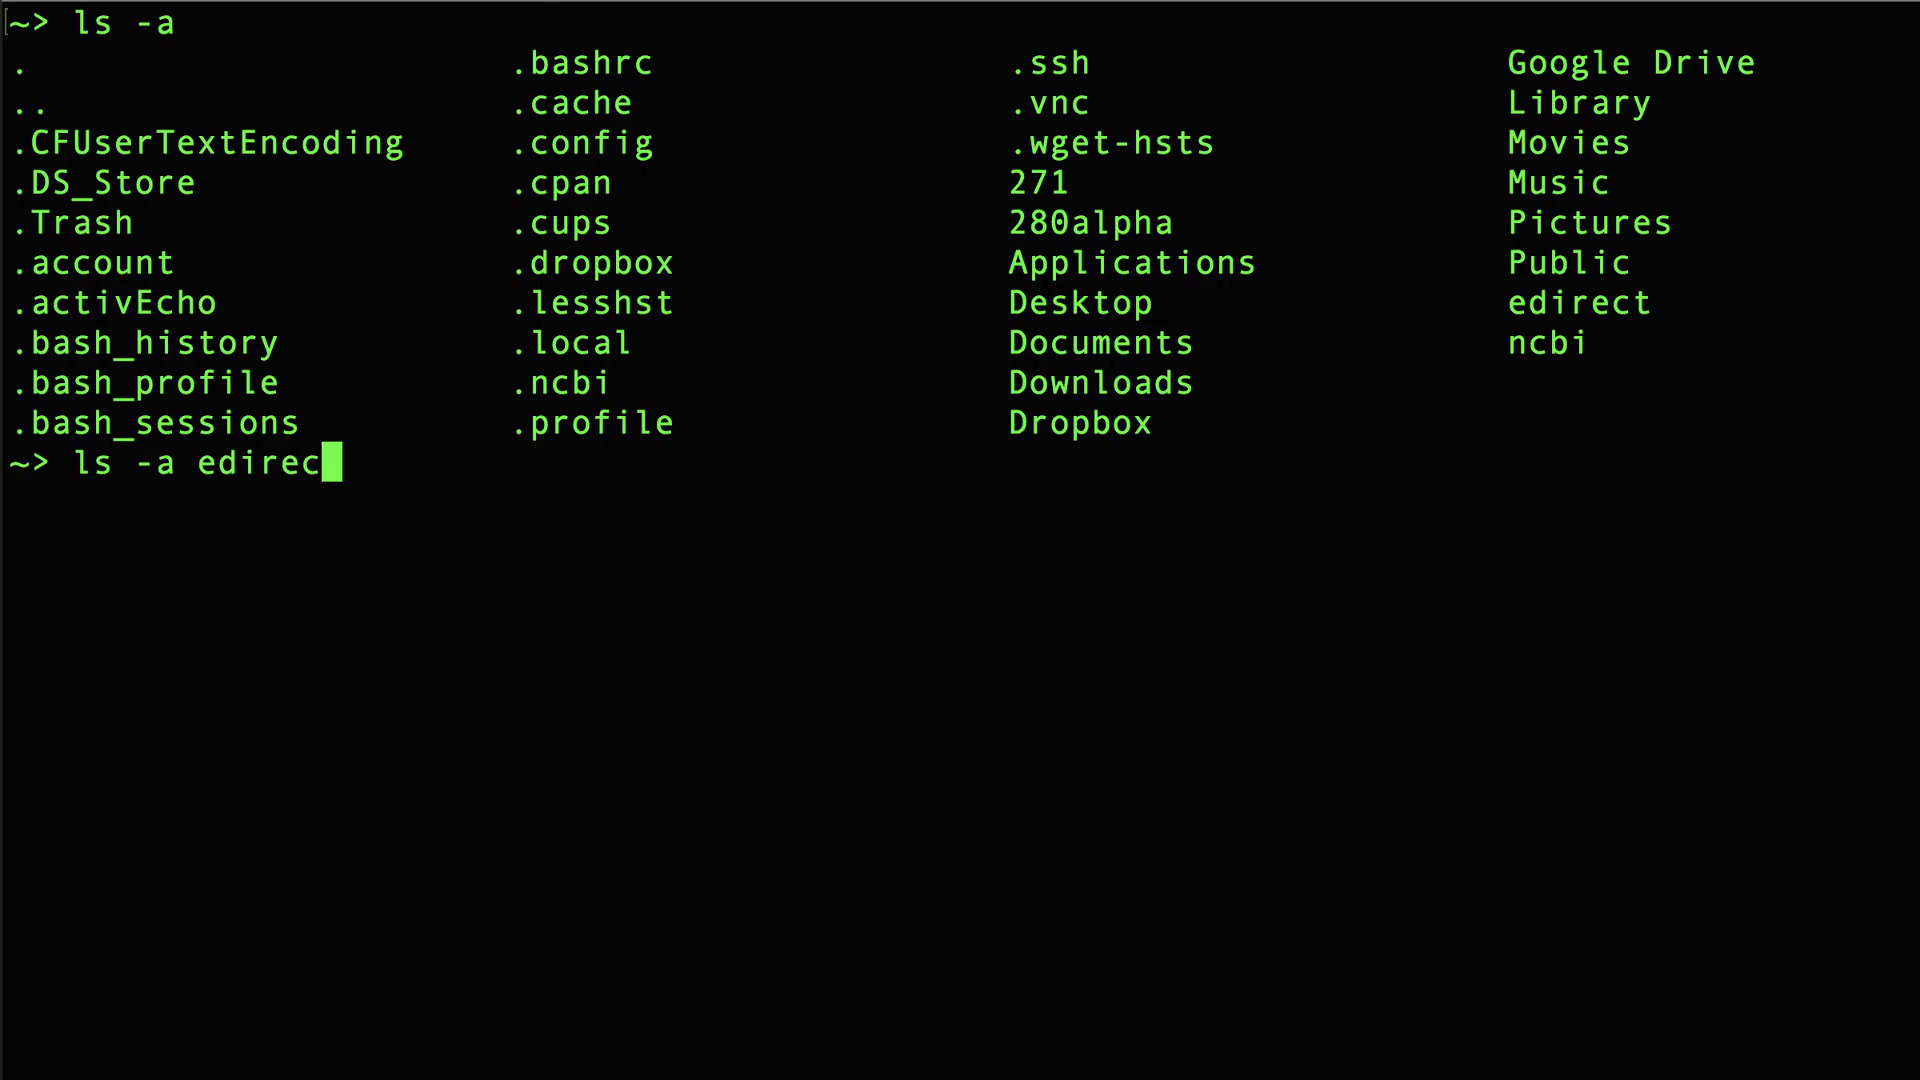 ~> ls -a
. .bashrc .ssh Google Drive
.. .cache .vnc Library
.CFUserTextEncoding .config .wget-hsts Movies
.DS_Store .cpan 271 Music
.Trash .cups 280alpha Pictures
.account .dropbox Applications Public
.activEcho .lesshst Desktop edirect
.bash_history .local Documents ncbi
.bash_profile .ncbi Downloads
.bash_sessions .profile Dropbox
~> ls -a edirec